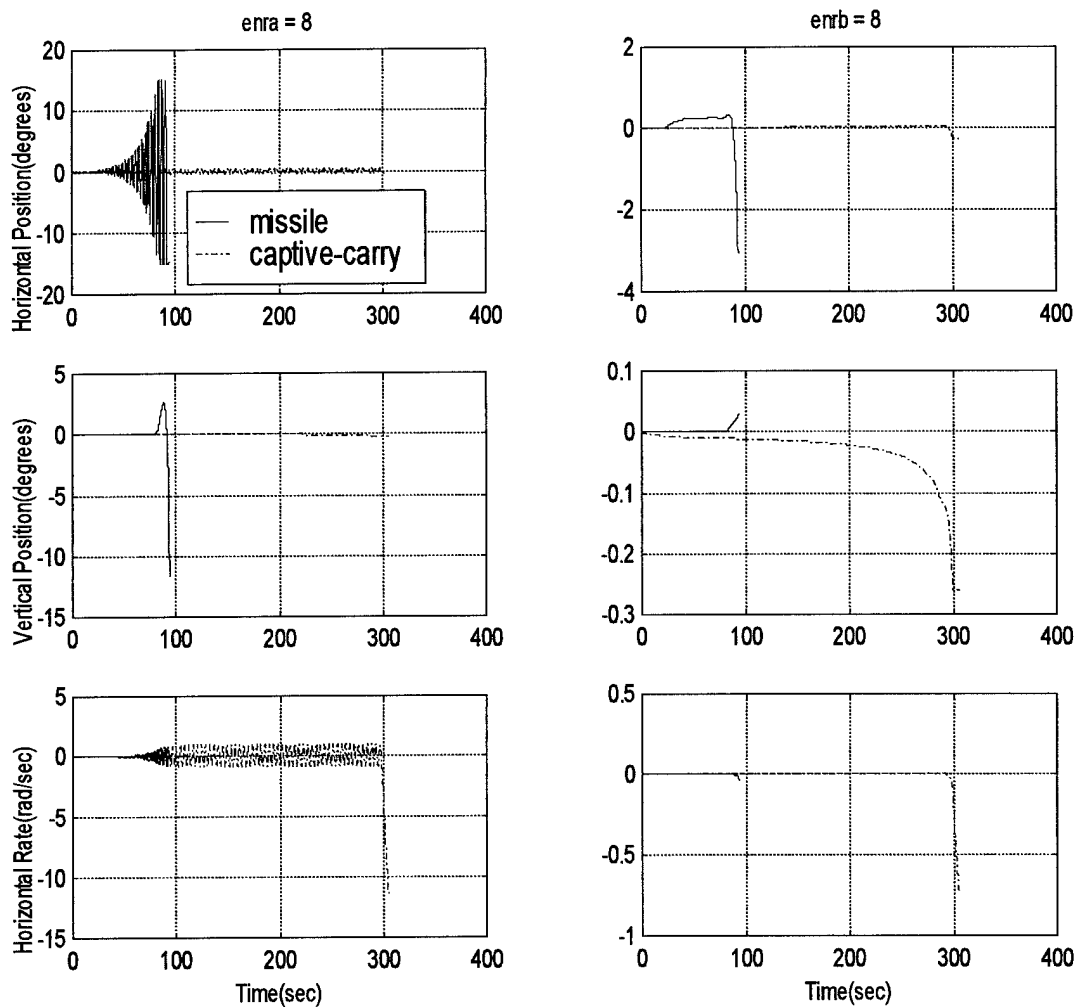 enra = 8
enrb = 8
Horizontal Position(degrees)
20
10
0
-10
-20
0 100 200 300 400
missile
captive-carry
2
0
-2
-4
0 100 200 300 400
Vertical Position(degrees)
5
0
-5
-10
-15
0 100 200 300 400
0.1
0
-0.1
-0.2
-0.3
0 100 200 300 400
Horizontal Rate(rad/sec)
5
0
-5
-10
-15
0 100 200 300 400
Time(sec)
0.5
0
-0.5
-1
0 100 200 300 400
Time(sec)